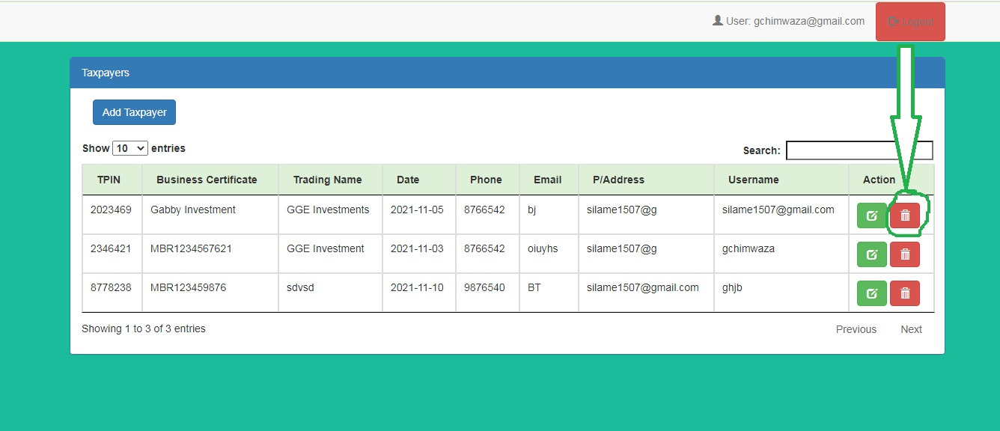 User: gchimwaza@gmail.com Logout
Taxpayers
Add Taxpayer
Show 10 entries Search:
TPIN Business Certificate Trading Name Date Phone Email P/Address Username Action
2023469 Gabby Investment GGE Investments 2021-11-05 8766542 bj silame1507@g silame1507@gmail.com
2346421 MBR1234567621 GGE Investment 2021-11-03 8766542 oiuyhs silame1507@g gchimwaza
8778238 MBR123459876 sdvsd 2021-11-10 9876540 BT silame1507@gmail.com ghjb
Showing 1 to 3 of 3 entries Previous Next